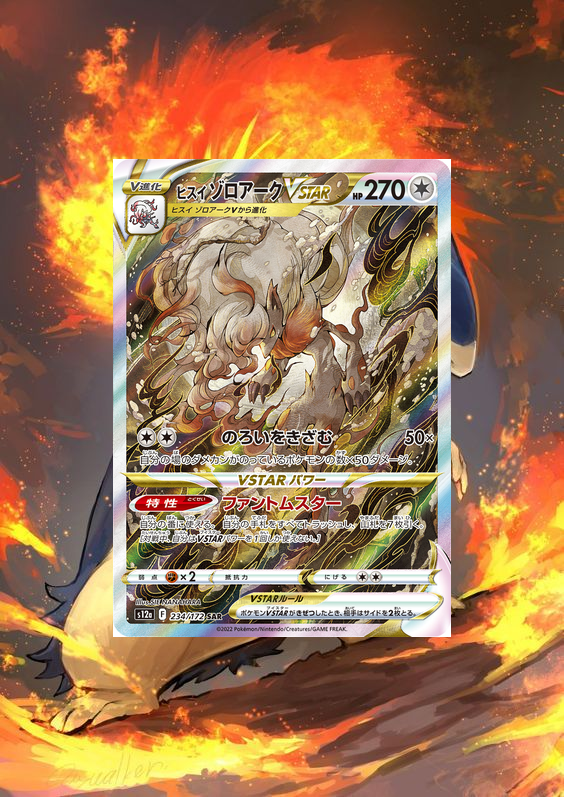 V進化
ヒスイ ゾロアーク VSTAR HP 270
ヒスイ ゾロアークVから進化
のろいをきざむ 50×
自分の場のダメカンがのっているポケモンの数×50ダメージ。
VSTARパワー
特性 とくせい ファントムスター
自分の番に使える。自分の手札をすべてトラッシュし、山札を7枚引く。
[対戦中、自分はVSTARパワーを1回しか使えない。]
弱点 ×2 抵抗力 にげる
Illus. SIE NANAHARA
VSTARルール
ポケモンVSTARがきぜつしたとき、相手はサイドを2枚とる。
s12a F 234/172 SAR
©2022 Pokémon/Nintendo/Creatures/GAME FREAK.